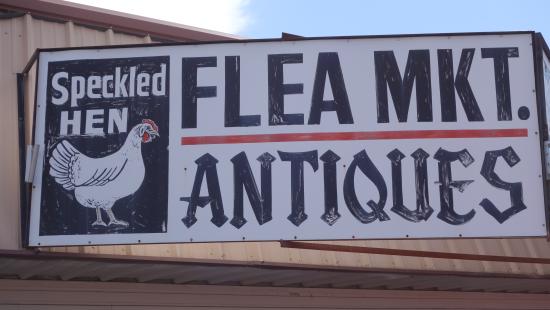 Speckled
HEN
FLEA MKT.
ANTIQUES